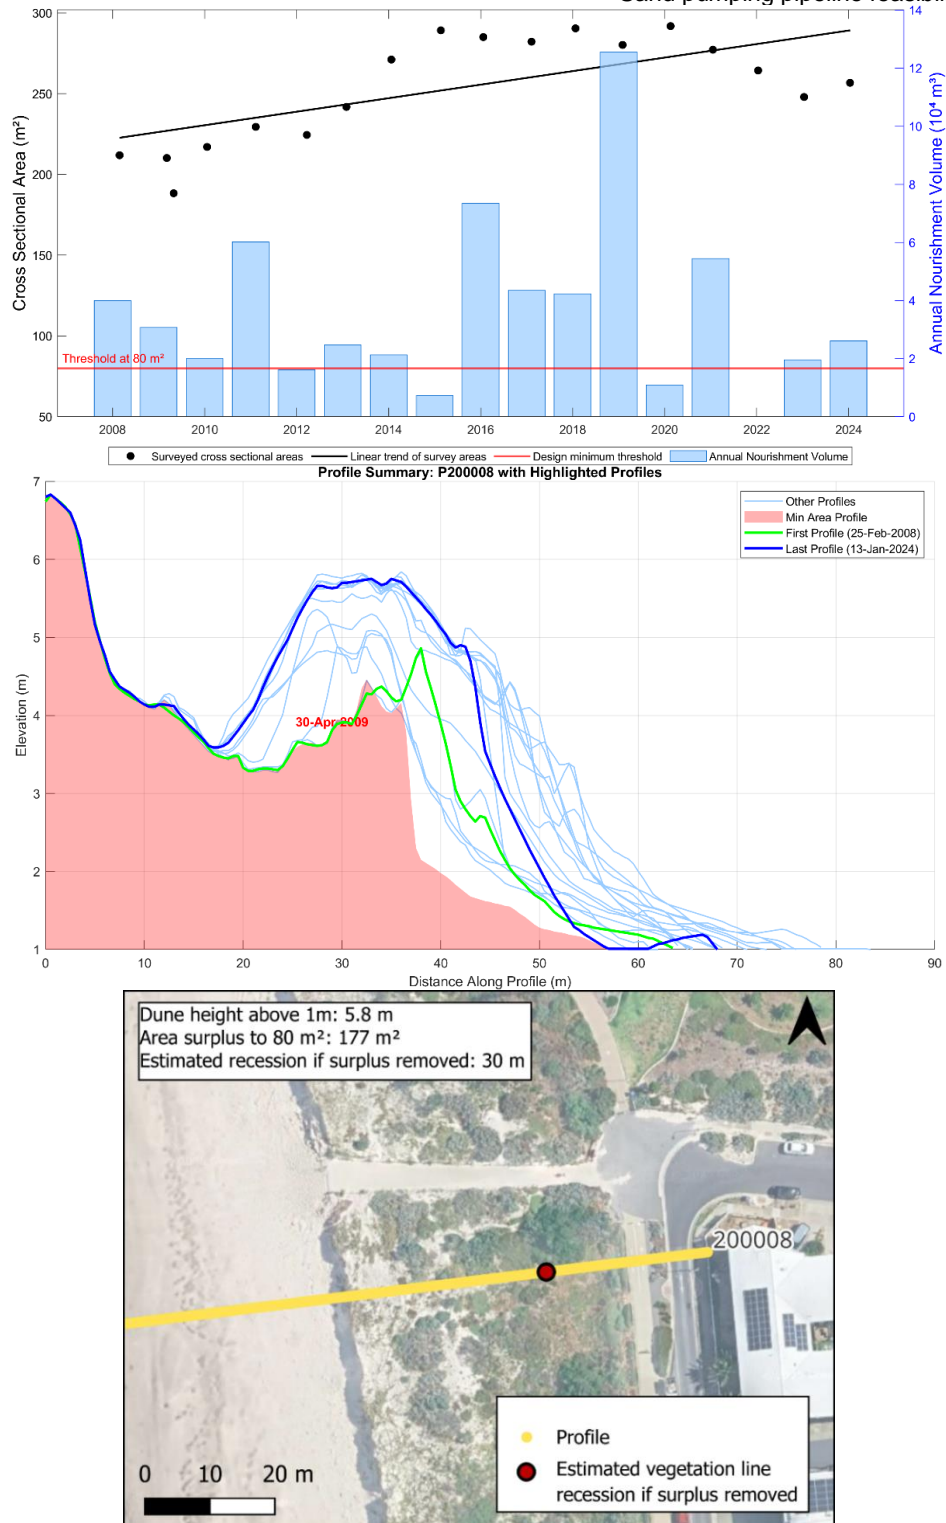 300
250
200
150
100
50
Cross Sectional Area (m²)
Threshold at 80 m²
14
12
10
8
6
4
2
0
Annual Nourishment Volume (10⁴ m³)
2008 2010 2012 2014 2016 2018 2020 2022 2024
Surveyed cross sectional areas Linear trend of survey areas Design minimum threshold Annual Nourishment Volume
Profile Summary: P200008 with Highlighted Profiles
7
6
5
4
3
2
1
Elevation (m)
Other Profiles
Min Area Profile
First Profile (25-Feb-2008)
Last Profile (13-Jan-2024)
30-Apr-2009
0 10 20 30 40 50 60 70 80 90
Distance Along Profile (m)
Dune height above 1m: 5.8 m
Area surplus to 80 m²: 177 m²
Estimated recession if surplus removed: 30 m
200008
Profile
Estimated vegetation line
recession if surplus removed
0 10 20 m